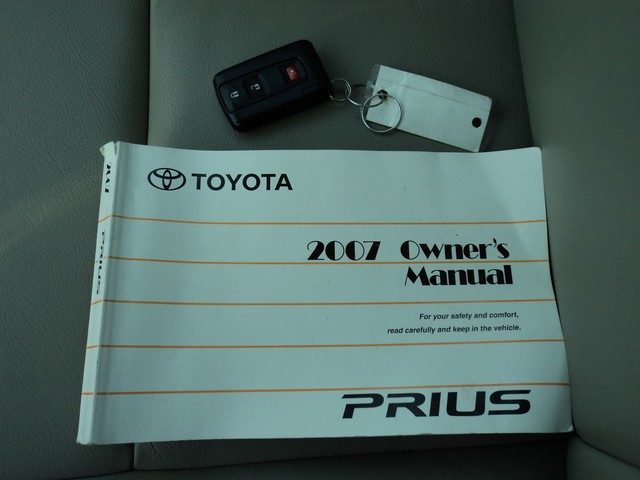 TOYOTA
2007 Owner's
Manual
For your safety and comfort,
read carefully and keep in the vehicle.
PRIUS